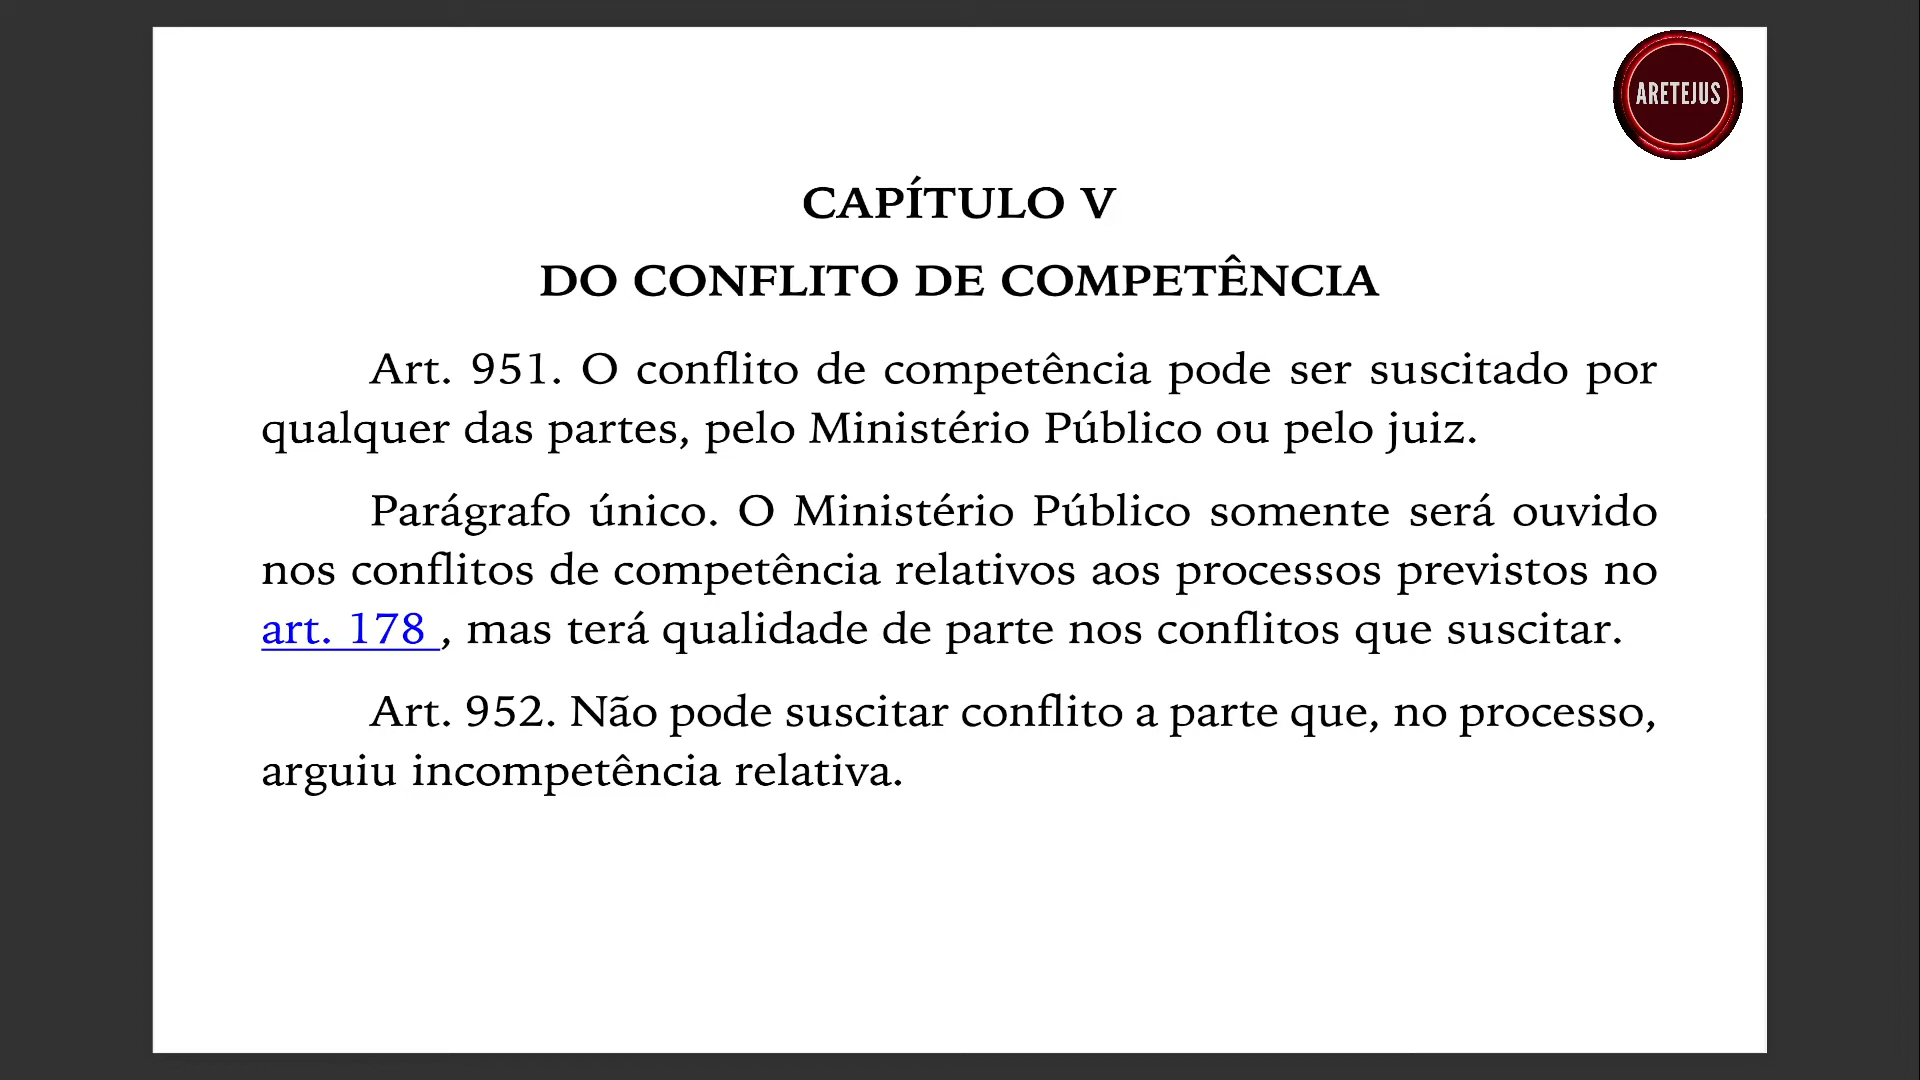 ARETEJUS
CAPÍTULO V
DO CONFLITO DE COMPETÊNCIA
Art. 951. O conflito de competência pode ser suscitado por
qualquer das partes, pelo Ministério Público ou pelo juiz.
Parágrafo único. O Ministério Público somente será ouvido
nos conflitos de competência relativos aos processos previstos no
art. 178 , mas terá qualidade de parte nos conflitos que suscitar.
Art. 952. Não pode suscitar conflito a parte que, no processo,
arguiu incompetência relativa.